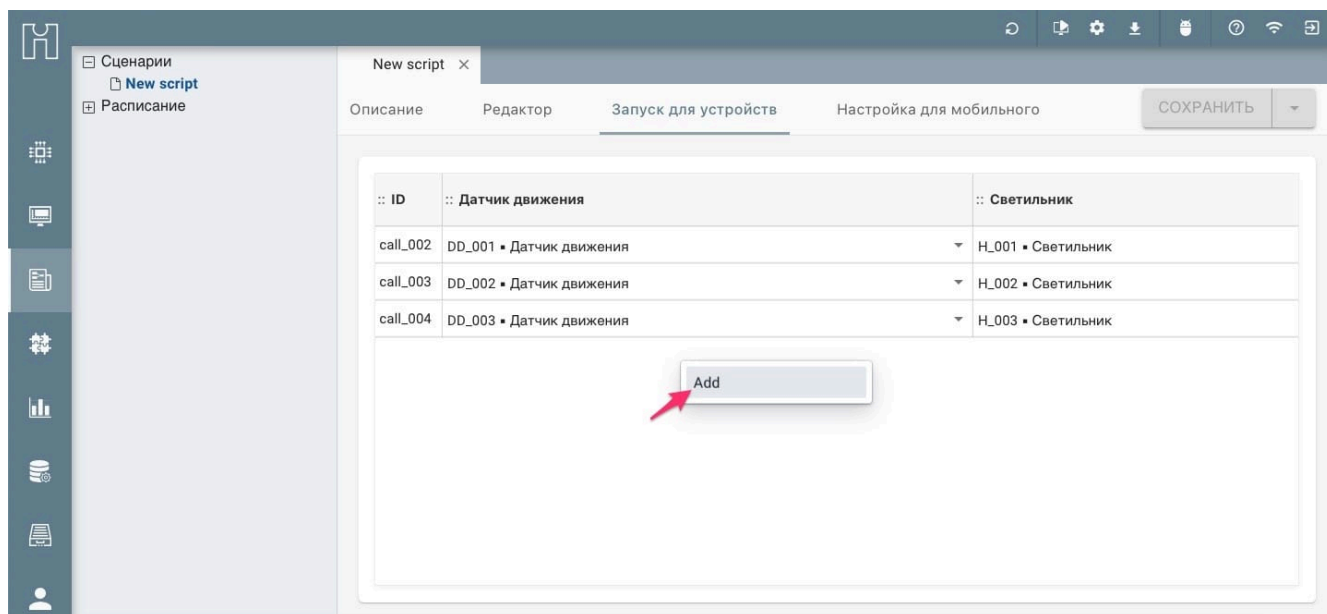 Сценарии
New script
Расписание
New script ×
Описание Редактор Запуск для устройств Настройка для мобильного СОХРАНИТЬ
:: ID :: Датчик движения :: Светильник
call_002 DD_001 ▪ Датчик движения H_001 ▪ Светильник
call_003 DD_002 ▪ Датчик движения H_002 ▪ Светильник
call_004 DD_003 ▪ Датчик движения H_003 ▪ Светильник
Add